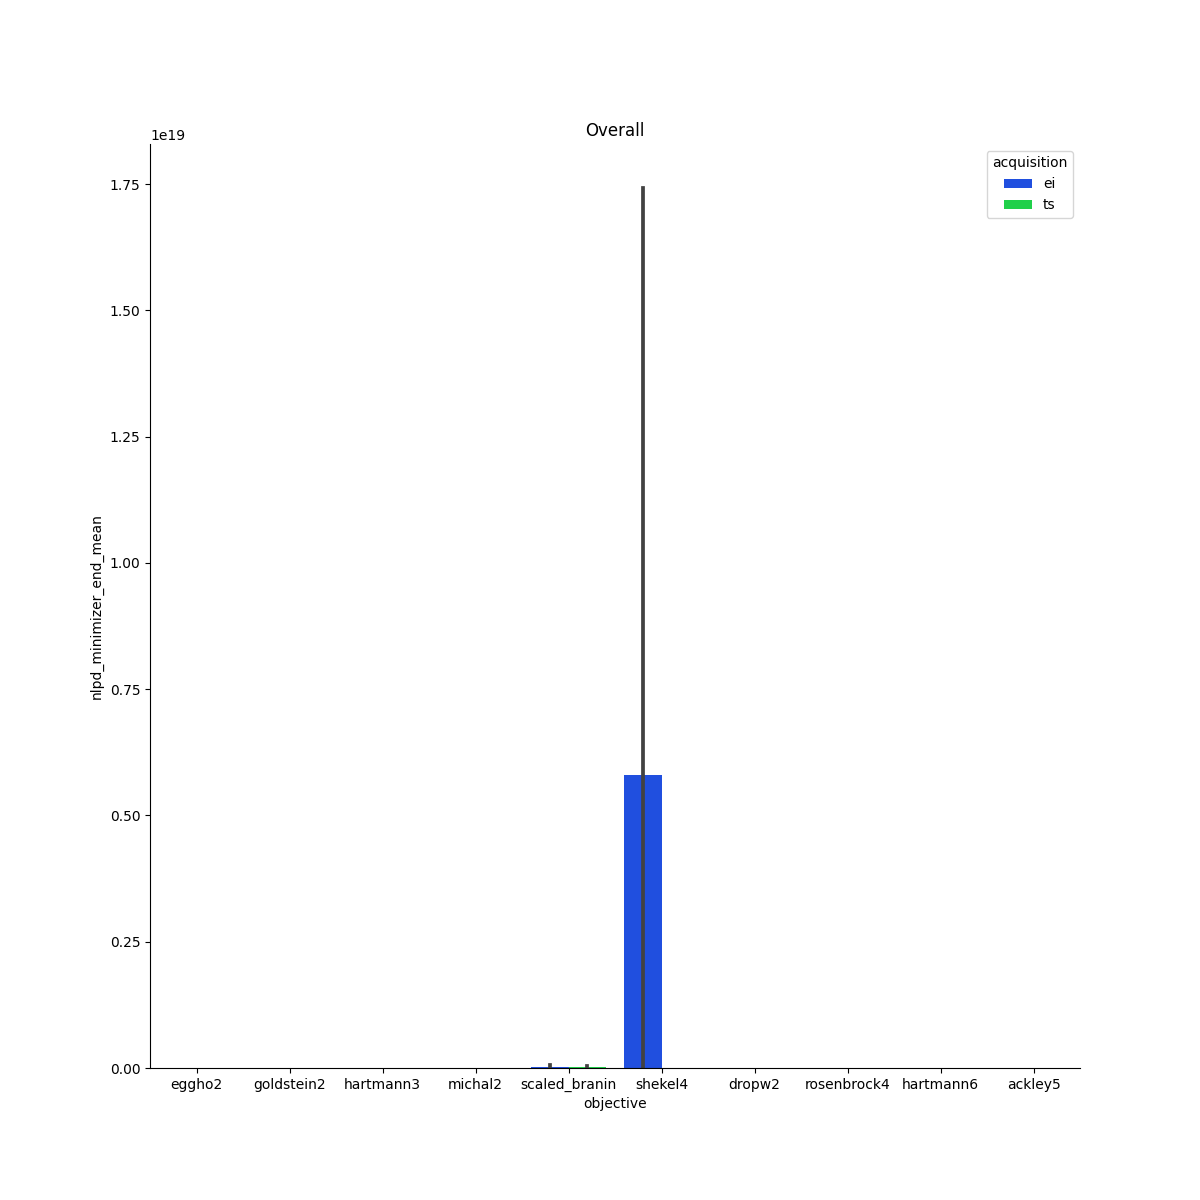 Overall
1e19
acquisition
ei
ts
1.75
1.50
1.25
1.00
0.75
0.50
0.25
0.00
nlpd_minimizer_end_mean
eggho2 goldstein2 hartmann3 michal2 scaled_branin shekel4 dropw2 rosenbrock4 hartmann6 ackley5
objective